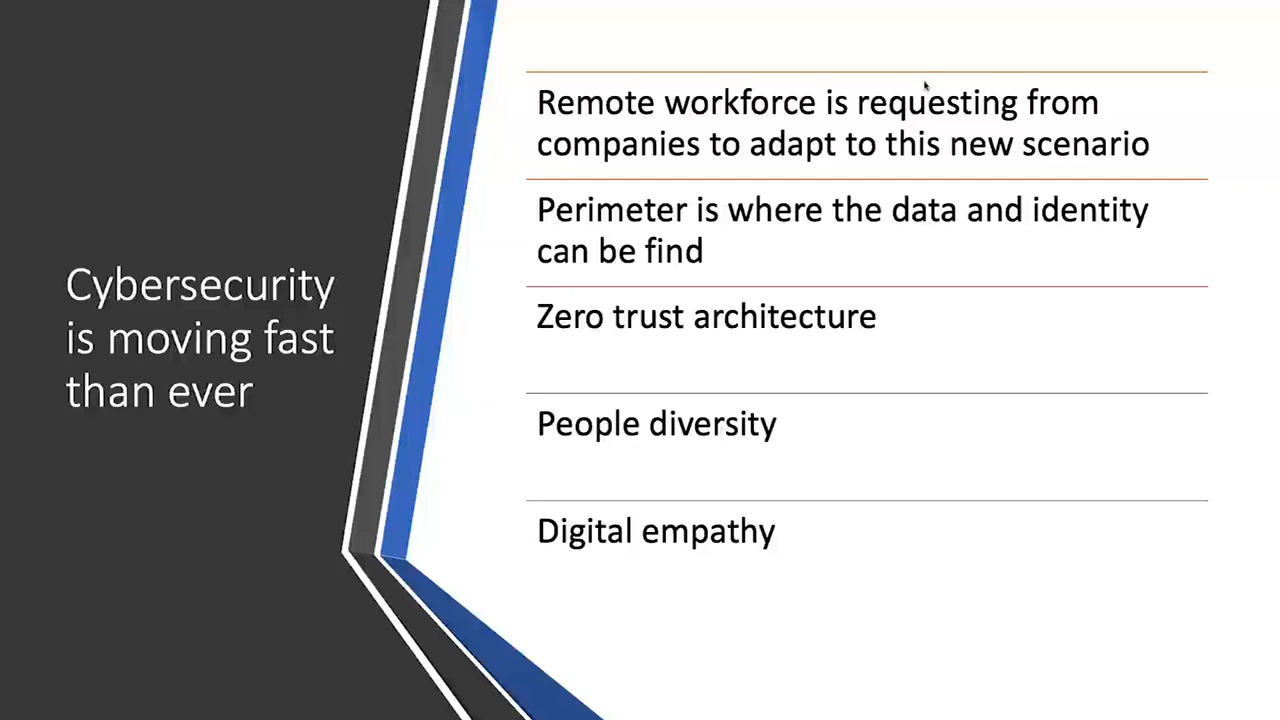 Cybersecurity
is moving fast
than ever
Remote workforce is requesting from
companies to adapt to this new scenario
Perimeter is where the data and identity
can be find
Zero trust architecture
People diversity
Digital empathy